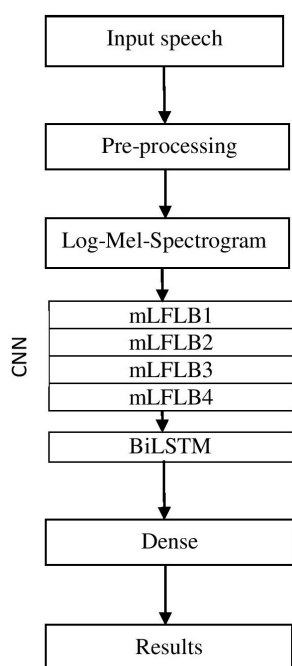 Input speech
Pre-processing
Log-Mel-Spectrogram
CNN
mLFLB1
mLFLB2
mLFLB3
mLFLB4
BiLSTM
Dense
Results